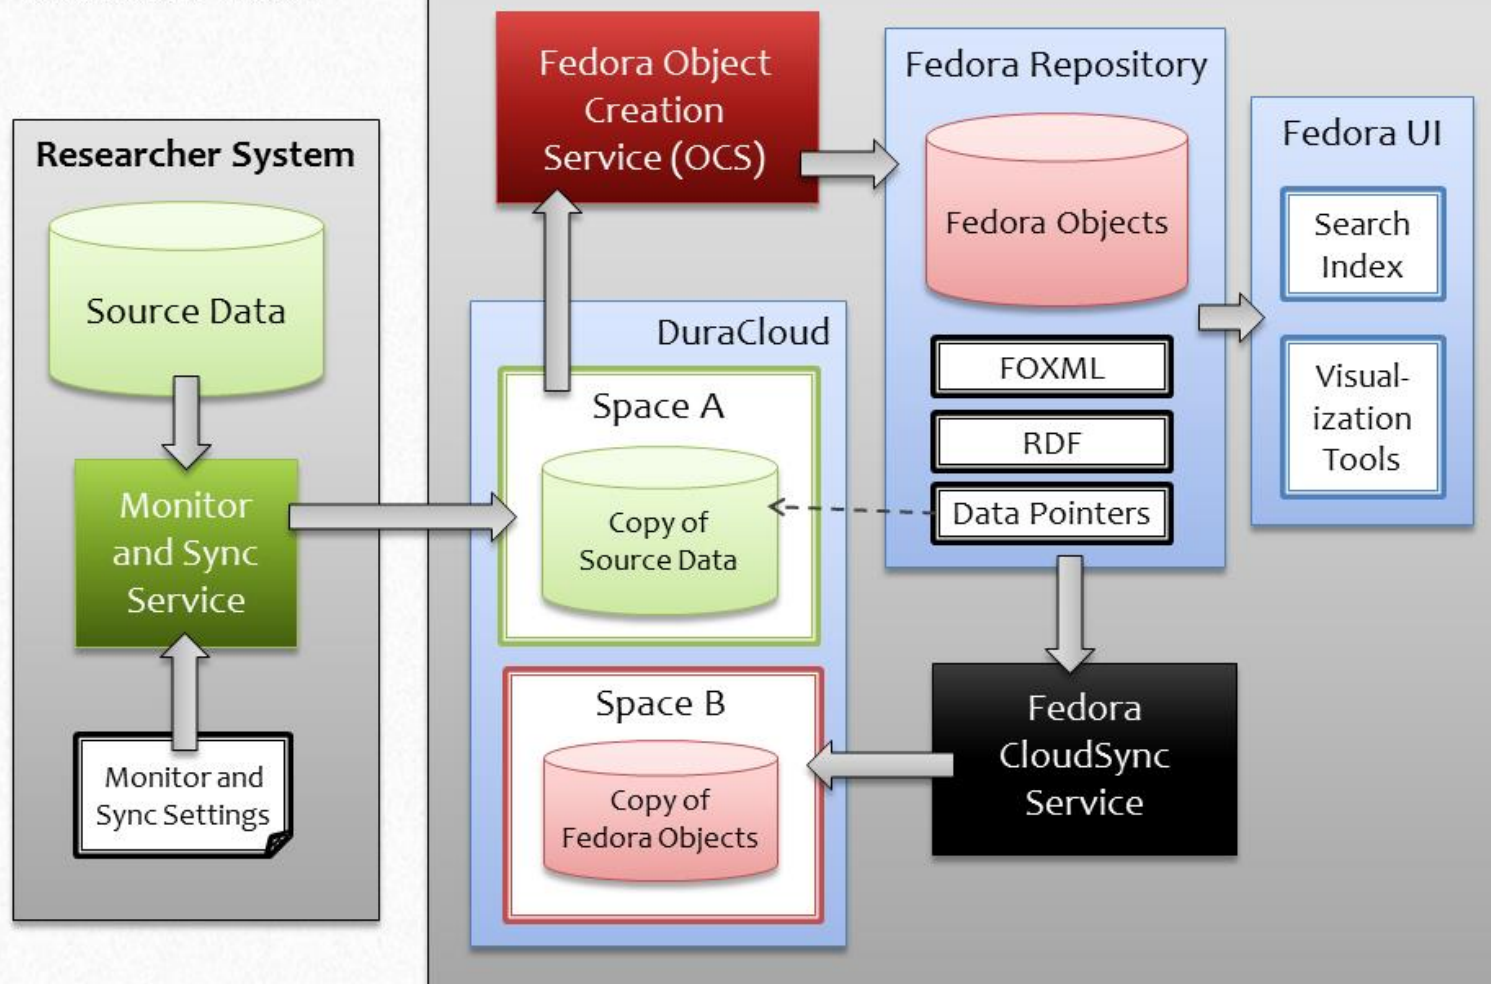 Researcher System
Source Data
Monitor
and Sync
Service
Monitor and
Sync Settings
Fedora Object
Creation
Service (OCS)
DuraCloud
Space A
Copy of
Source Data
Space B
Copy of
Fedora Objects
Fedora Repository
Fedora Objects
FOXML
RDF
Data Pointers
Fedora
CloudSync
Service
Fedora UI
Search
Index
Visual-
ization
Tools